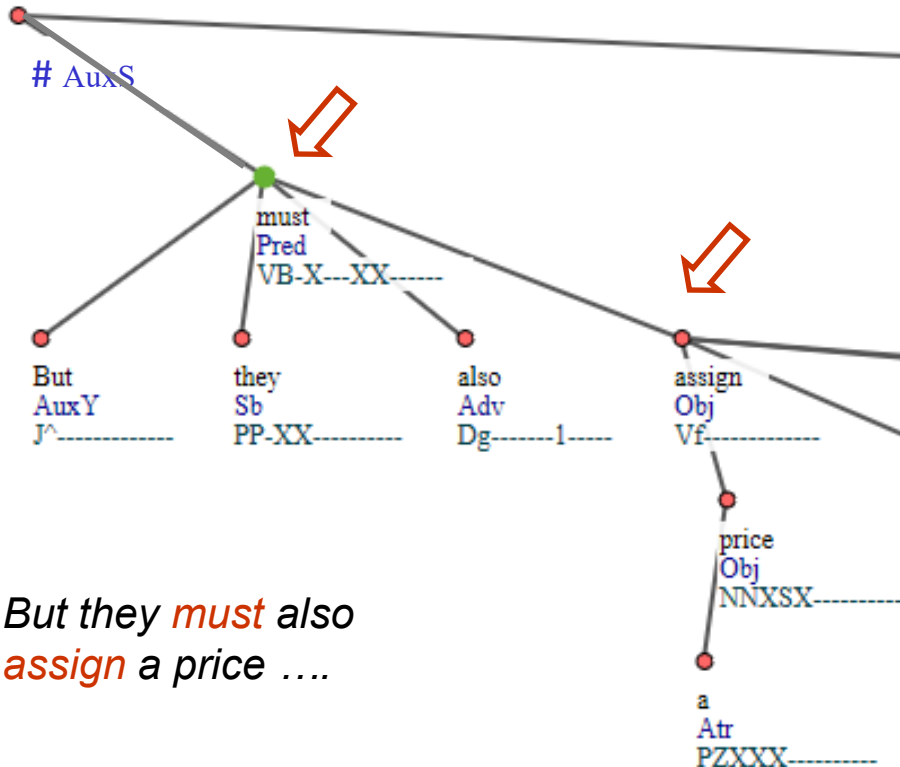 # AuxS
must
Pred
VB-X---XX------
But
AuxY
J^-------------
they
Sb
PP-XX----------
also
Adv
Dg-------1-----
assign
Obj
Vf-------------
price
Obj
NNXSX----------
a
Atr
PZXXX----------
But they must also
assign a price ….